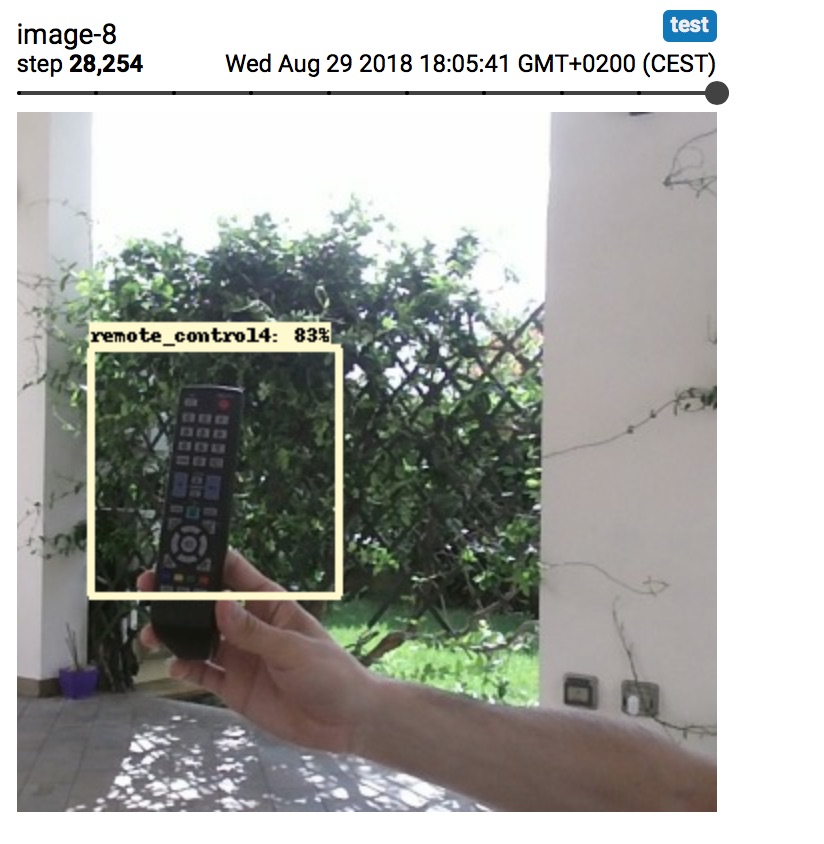 image-8
test
step 28,254
Wed Aug 29 2018 18:05:41 GMT+0200 (CEST)
remote_control4: 83%